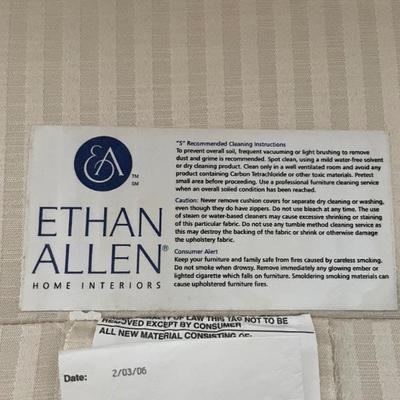 EA
TM
SM
ETHAN
ALLEN®
HOME INTERIORS
"S" Recommended Cleaning Instructions
To prevent overall soil, frequent vacuuming or light brushing to remove
dust and grime is recommended. Spot clean, using a mild water-free solvent
or dry cleaning product. Clean only in a well ventilated room and avoid any
product containing Carbon Tetrachloride or other toxic materials. Pretest
small area before proceeding. Use a professional furniture cleaning service
when an overall soiled condition has been reached.
Caution: Never remove cushion covers for separate dry cleaning or washing,
even though they do have zippers. Do not use bleach at any time. The use
of steam or water-based cleaners may cause excessive shrinking or staining
of this particular fabric. Do not use any tumble method cleaning service as
this may destroy the backing of the fabric or shrink or otherwise damage
the upholstery fabric.
Consumer Alert
Keep your furniture and family safe from fires caused by careless smoking.
Do not smoke when drowsy. Remove immediately any glowing ember or
lighted cigarette which falls on furniture. Smoldering smoking materials can
cause upholstered furniture fires.
OF LAW THIS TAG NOT TO BE
REMOVED EXCEPT BY CONSUMER
ALL NEW MATERIAL CONSISTING OF
Date: 2/03/06